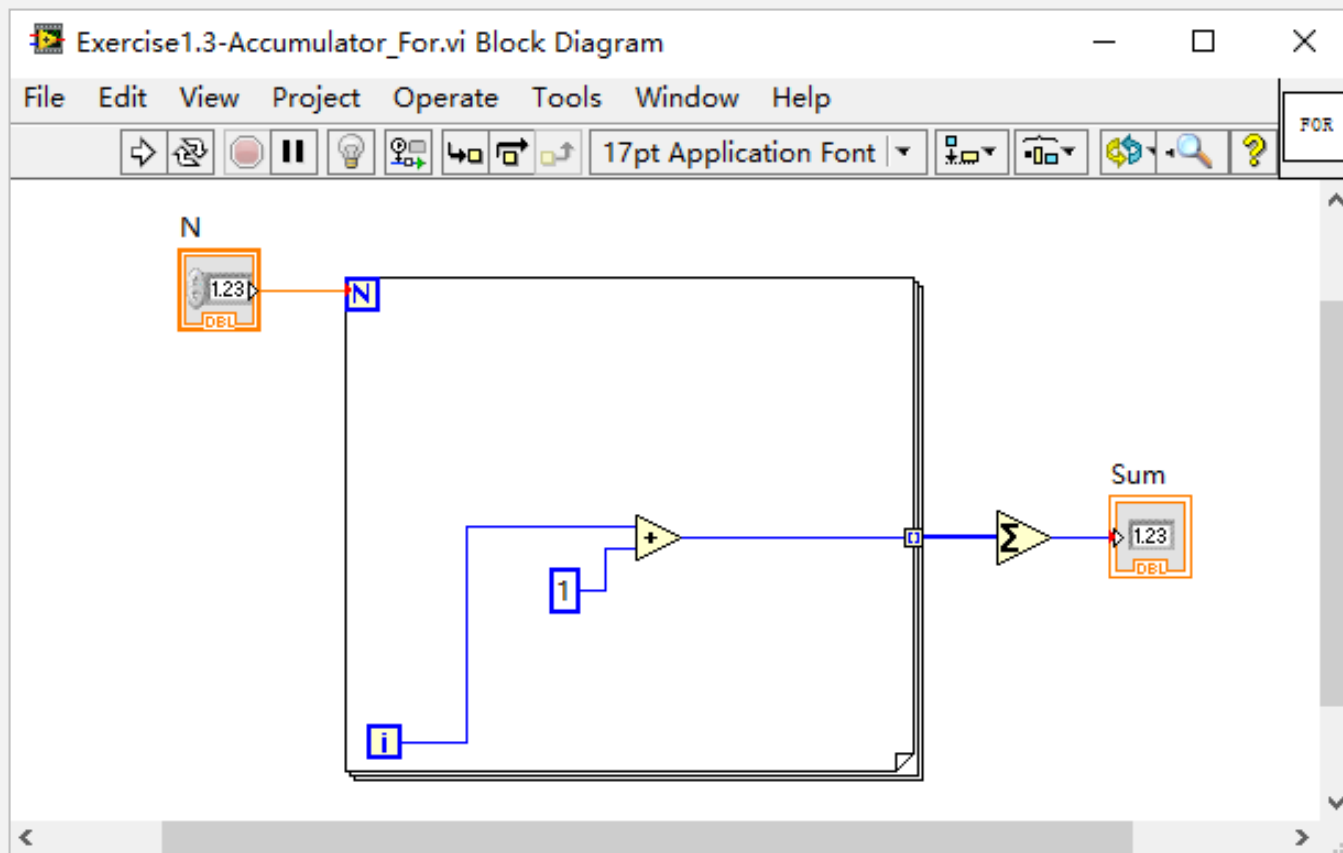 Exercise1.3-Accumulator_For.vi Block Diagram
File Edit View Project Operate Tools Window Help
FOR
17pt Application Font
N
1.23
DBL
N
Sum
+
Σ
1.23
DBL
1
i